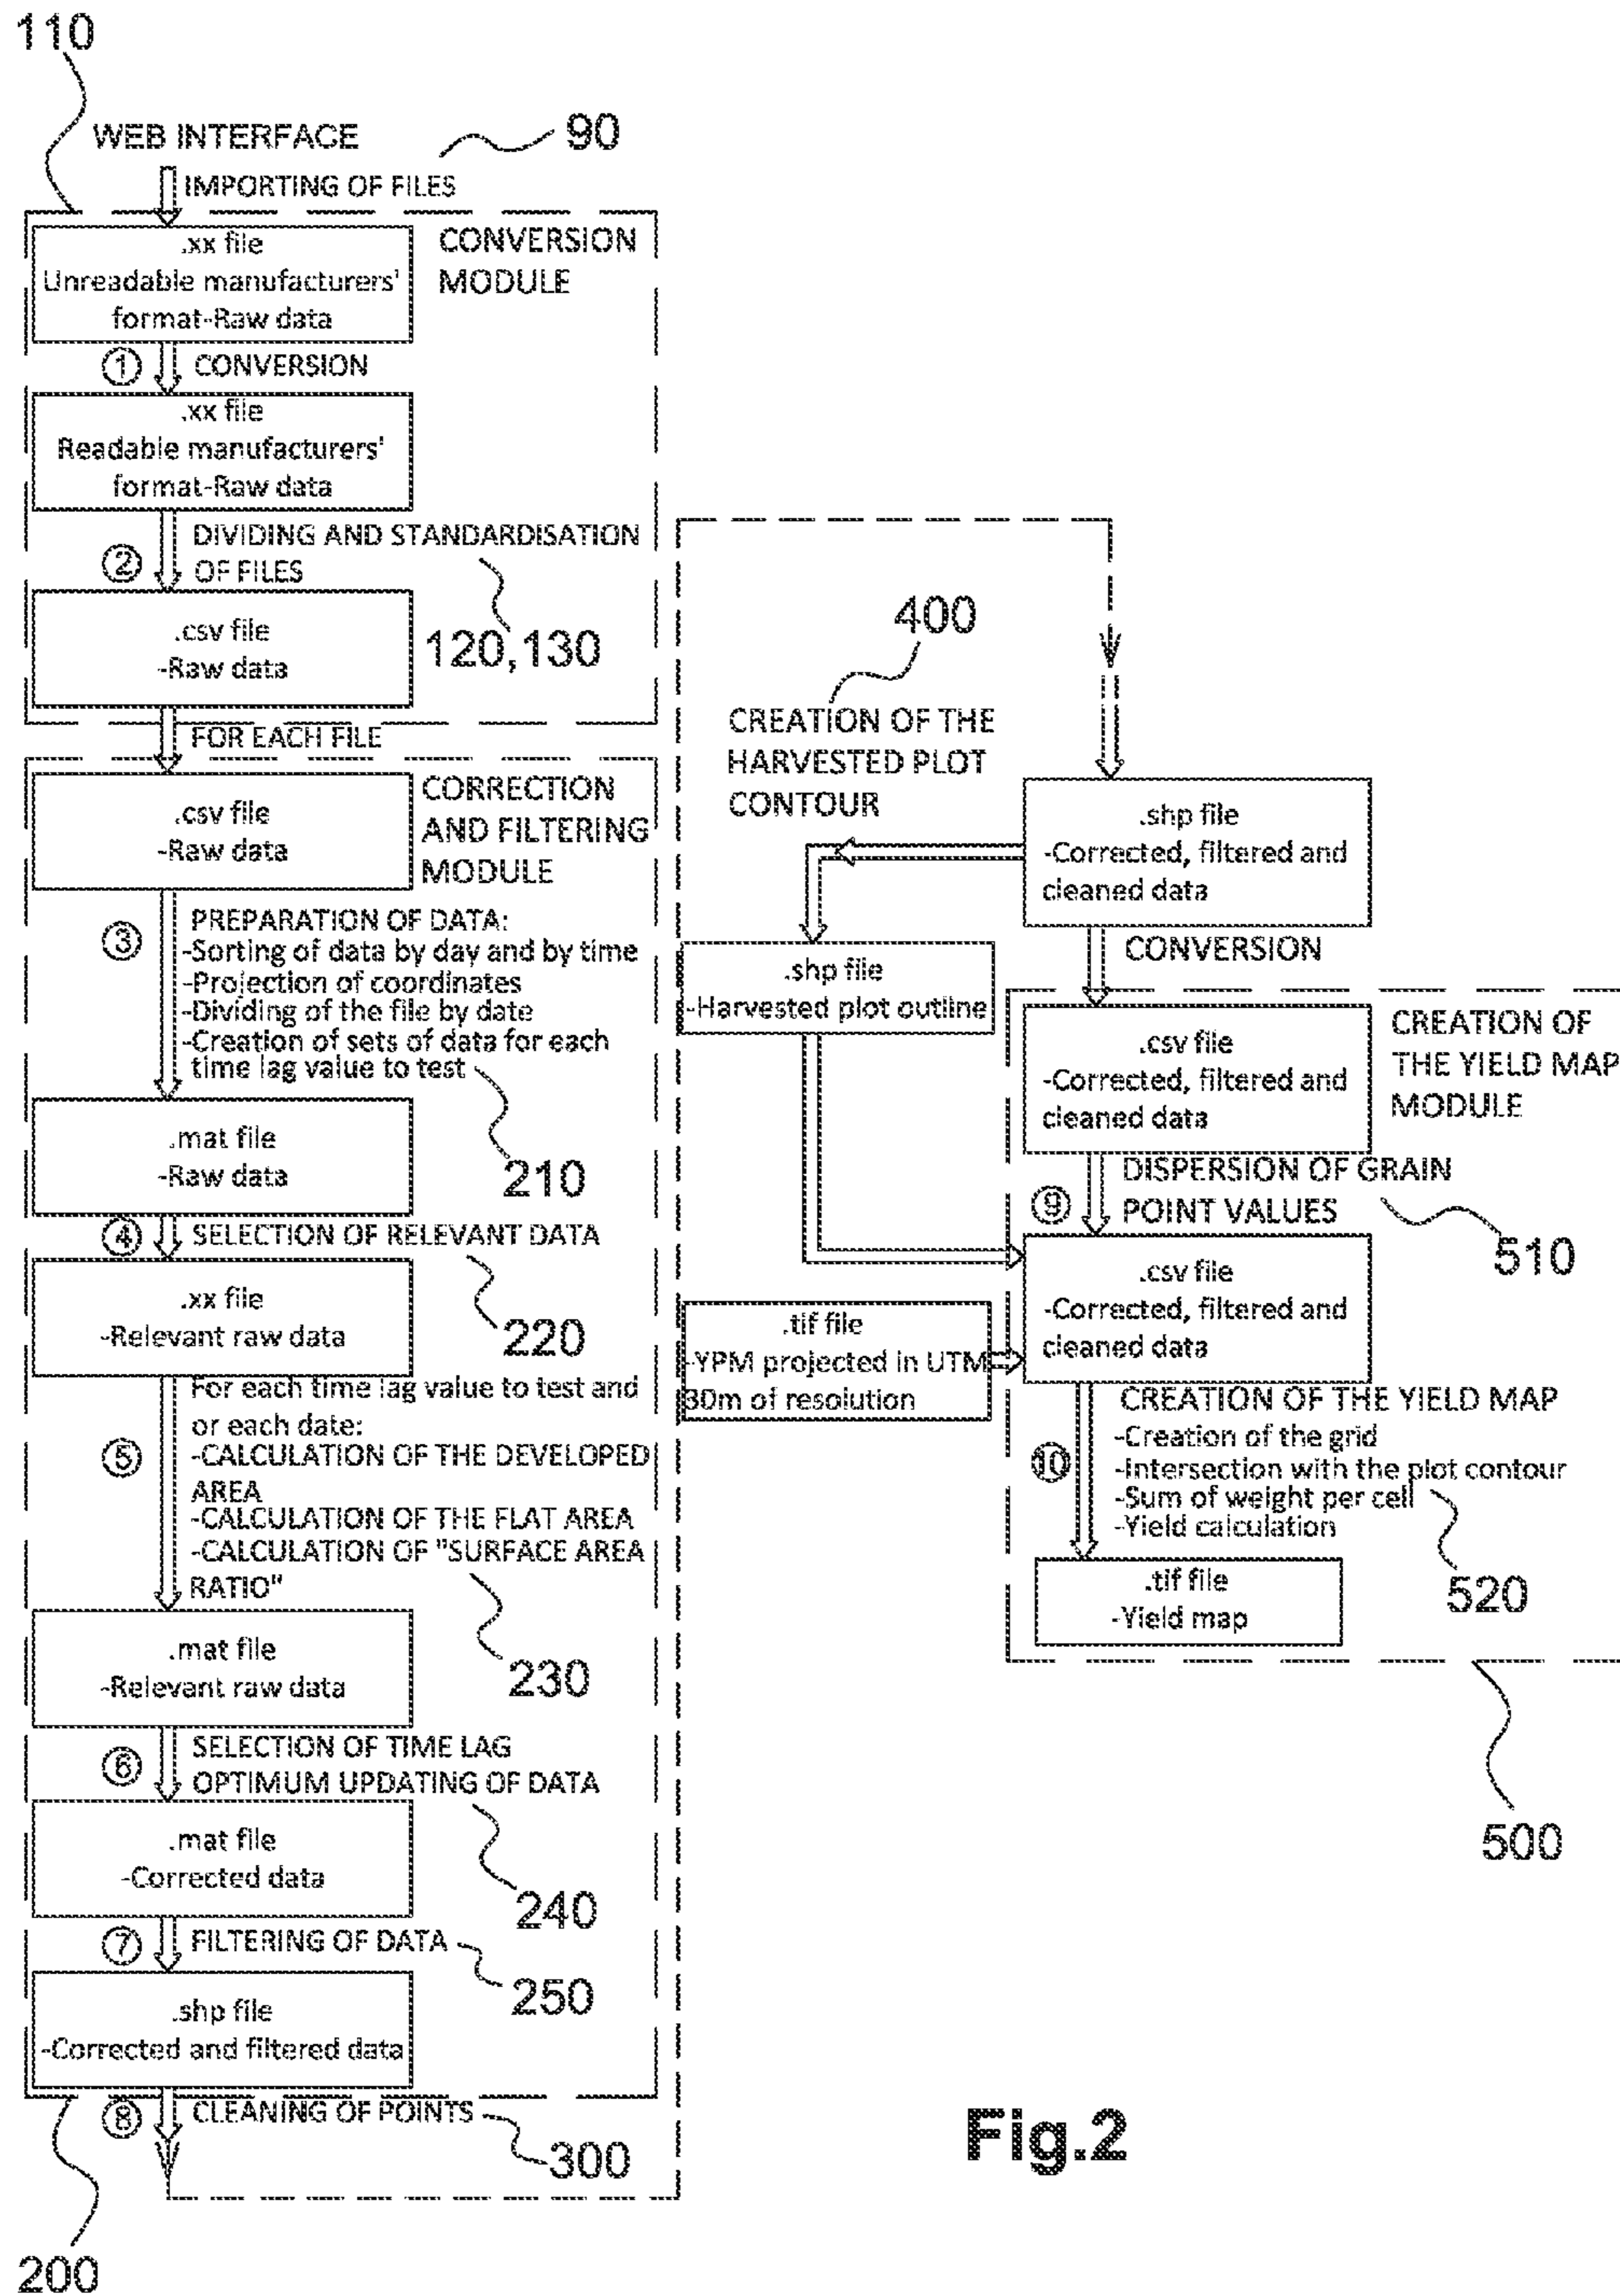 110
WEB INTERFACE
90
IMPORTING OF FILES
.xx file
Unreadable manufacturers'
format-Raw data
CONVERSION
MODULE
① CONVERSION
.xx file
Readable manufacturers'
format-Raw data
② DIVIDING AND STANDARDISATION
OF FILES
.csv file
-Raw data
120,130
FOR EACH FILE
.csv file
-Raw data
CORRECTION
AND FILTERING
MODULE
③ PREPARATION OF DATA:
-Sorting of data by day and by time
-Projection of coordinates
-Dividing of the file by date
-Creation of sets of data for each
time lag value to test
.mat file
-Raw data
210
④ SELECTION OF RELEVANT DATA
.xx file
-Relevant raw data
220
For each time lag value to test and
or each date:
⑤ -CALCULATION OF THE DEVELOPED
AREA
-CALCULATION OF THE FLAT AREA
-CALCULATION OF "SURFACE AREA
RATIO"
.mat file
-Relevant raw data
230
⑥ SELECTION OF TIME LAG
OPTIMUM UPDATING OF DATA
.mat file
-Corrected data
240
⑦ FILTERING OF DATA
250
.shp file
-Corrected and filtered data
⑧ CLEANING OF POINTS
300
200
400
CREATION OF THE
HARVESTED PLOT
CONTOUR
.shp file
-Corrected, filtered and
cleaned data
CONVERSION
.shp file
-Harvested plot outline
.csv file
-Corrected, filtered and
cleaned data
CREATION OF
THE YIELD MAP
MODULE
⑨ DISPERSION OF GRAIN
POINT VALUES
510
.csv file
-Corrected, filtered and
cleaned data
.tif file
-YPM projected in UTM
30m of resolution
⑩ CREATION OF THE YIELD MAP
-Creation of the grid
-Intersection with the plot contour
-Sum of weight per cell
-Yield calculation
520
.tif file
-Yield map
500
Fig.2